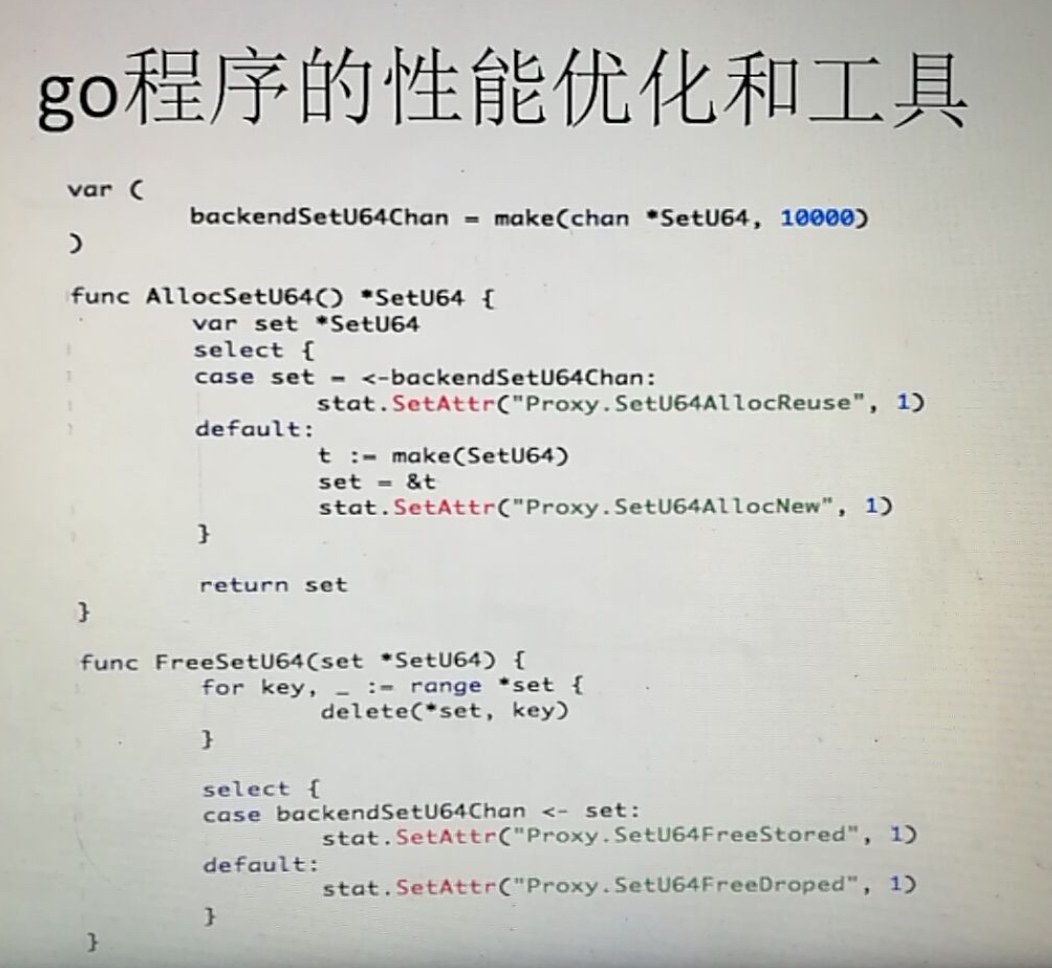 go程序的性能优化和工具
var (
backendSetU64Chan = make(chan *SetU64, 10000)
)
func AllocSetU64() *SetU64 {
var set *SetU64
select {
case set = <-backendSetU64Chan:
stat.SetAttr("Proxy.SetU64AllocReuse", 1)
default:
t := make(SetU64)
set = &t
stat.SetAttr("Proxy.SetU64AllocNew", 1)
}
return set
}
func FreeSetU64(set *SetU64) {
for key, _ := range *set {
delete(*set, key)
}
select {
case backendSetU64Chan <- set:
stat.SetAttr("Proxy.SetU64FreeStored", 1)
default:
stat.SetAttr("Proxy.SetU64FreeDroped", 1)
}
}